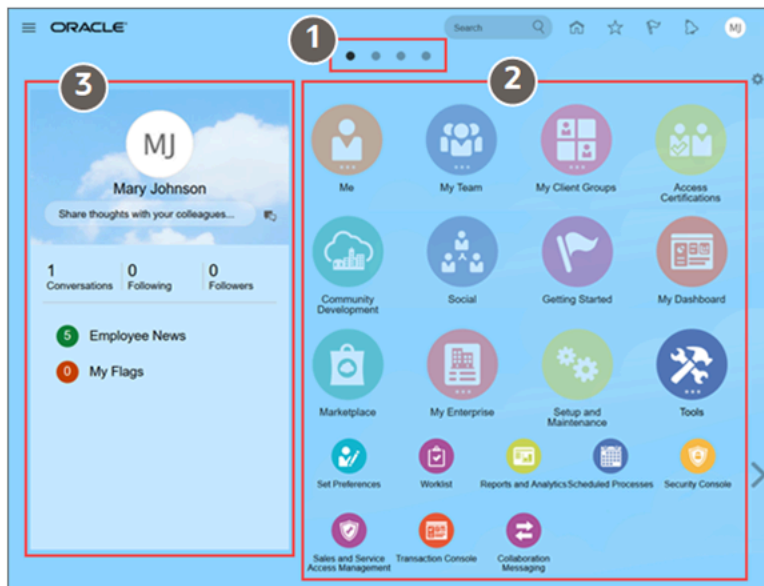 ORACLE
Search
MJ
1
3
2
MJ
Mary Johnson
Share thoughts with your colleagues...
1
Conversations
0
Following
0
Followers
5 Employee News
0 My Flags
Me
My Team
My Client Groups
Access
Certifications
Community
Development
Social
Getting Started
My Dashboard
Marketplace
My Enterprise
Setup and
Maintenance
Tools
Set Preferences
Worklist
Reports and Analytics
Scheduled Processes
Security Console
Sales and Service
Access Management
Transaction Console
Collaboration
Messaging